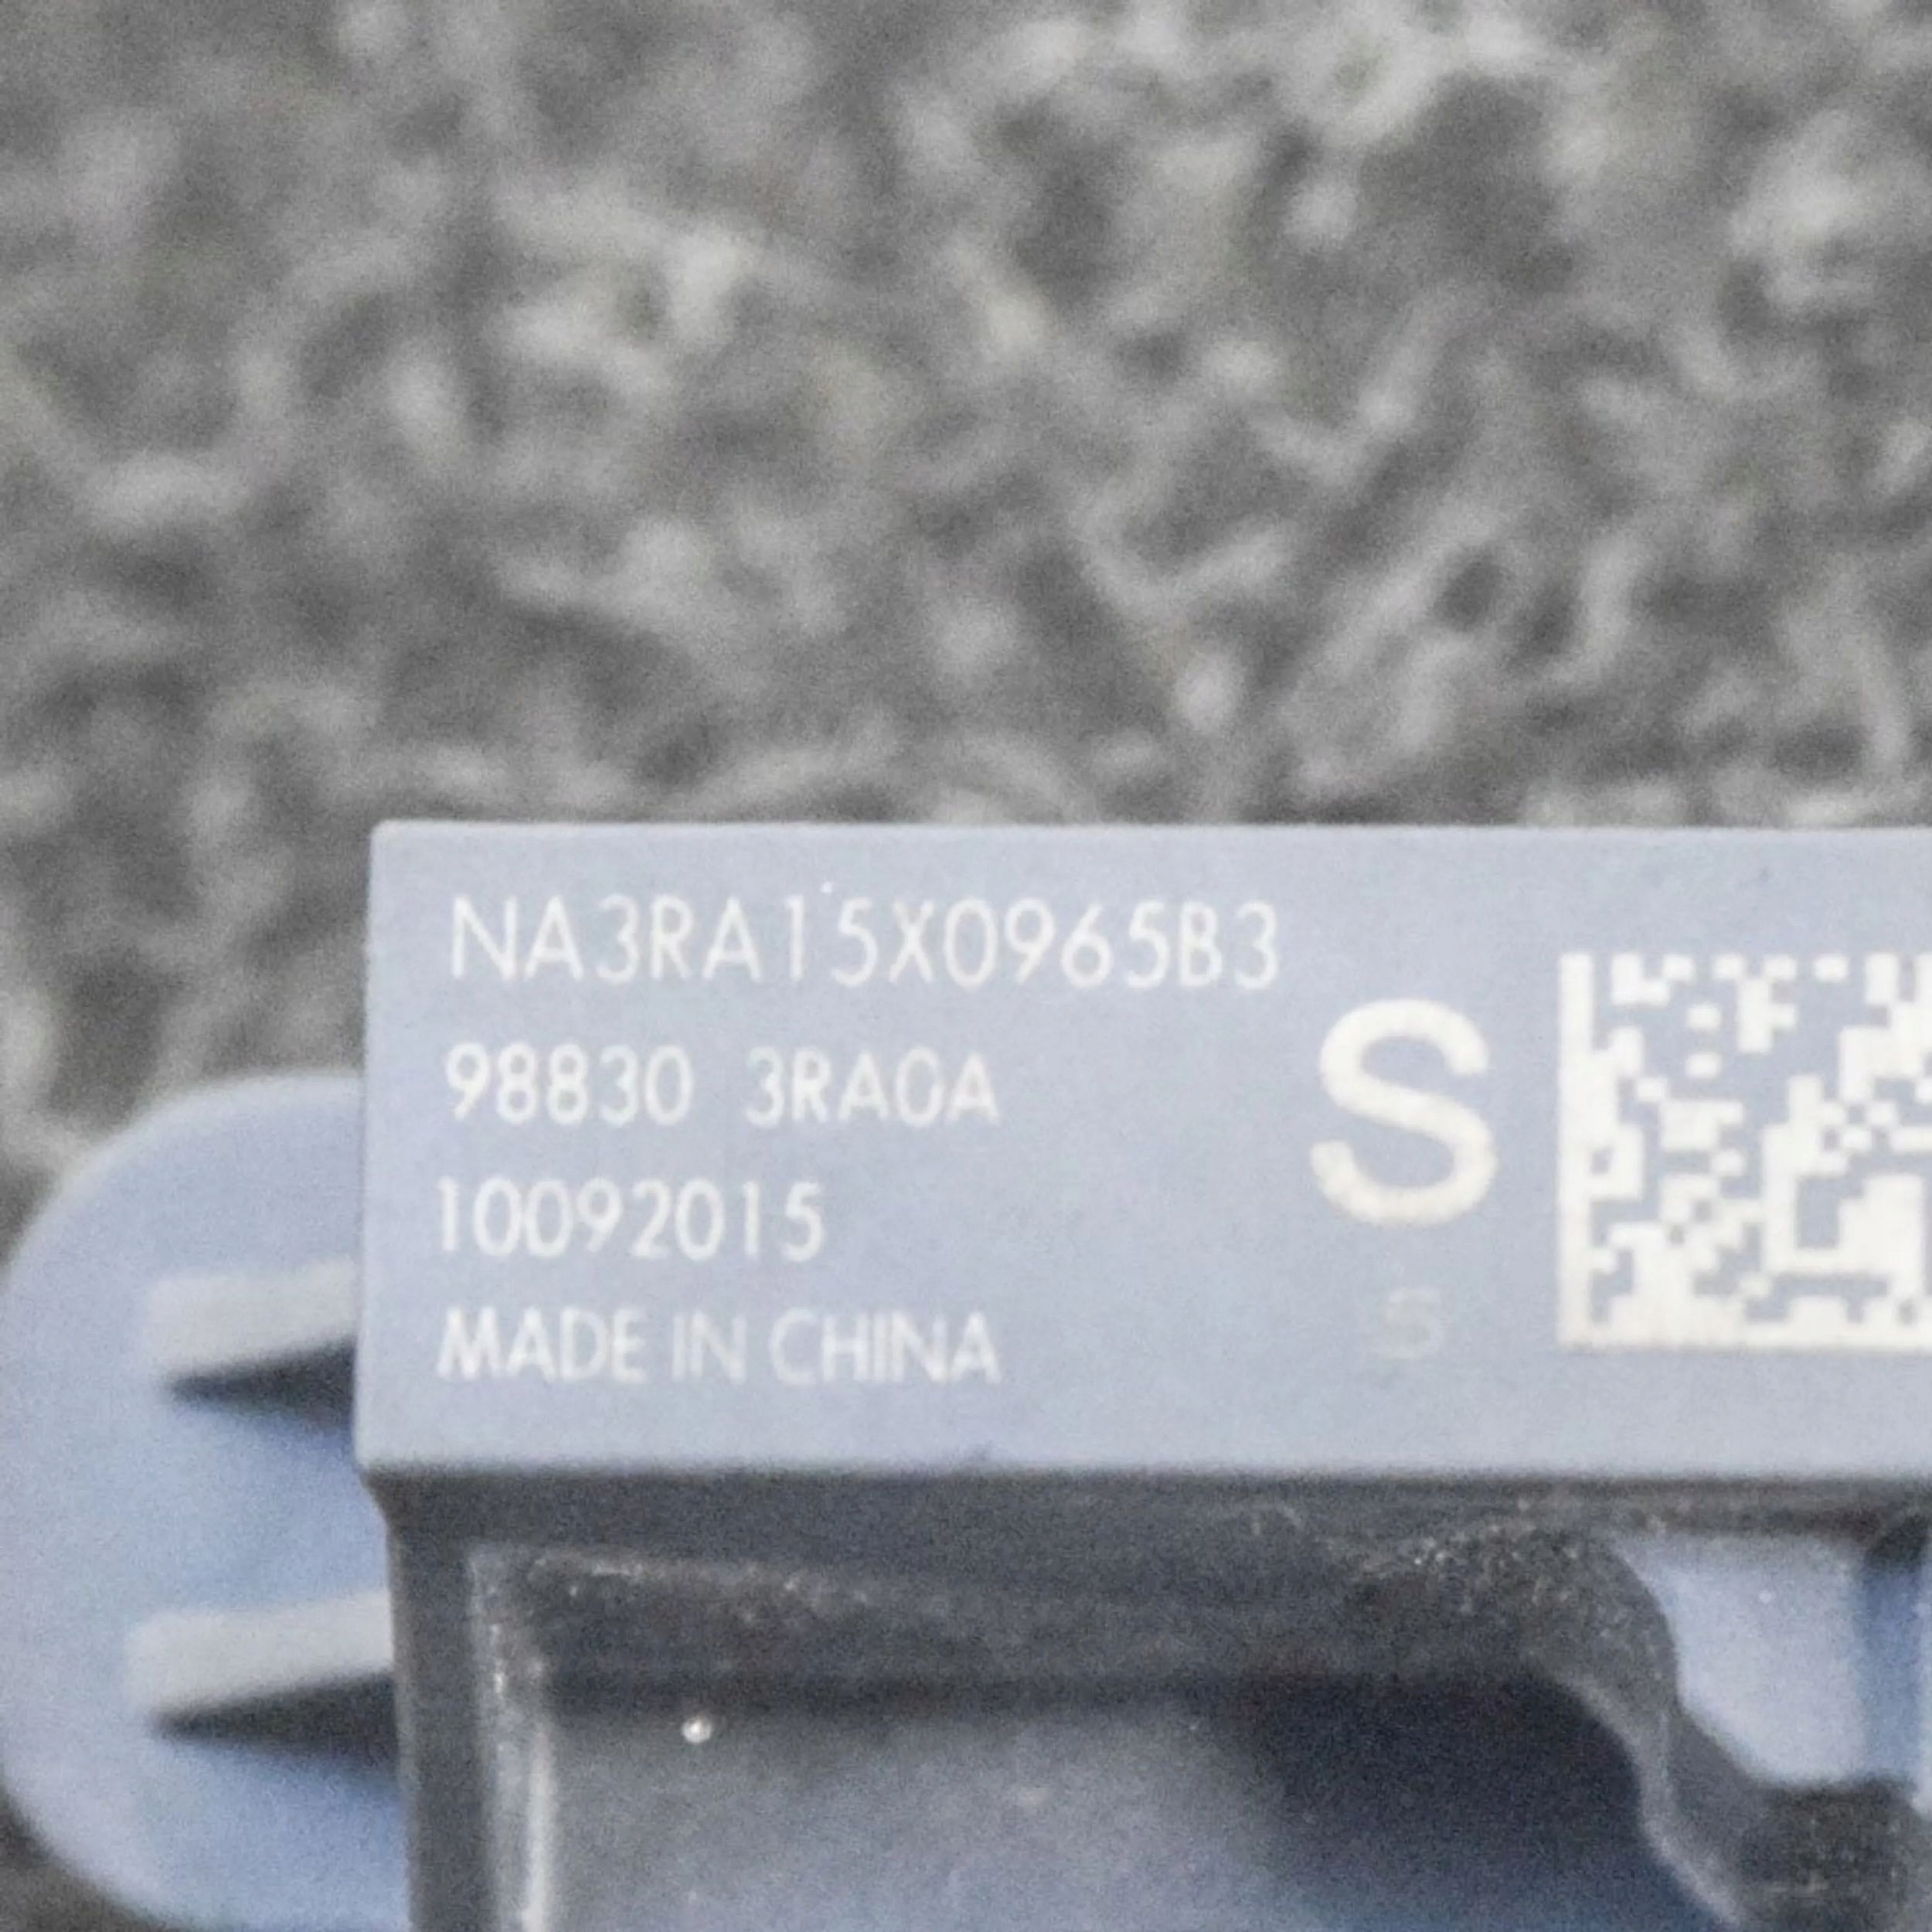 NA3RA15X0965B3
98830 3RA0A
10092015
MADE IN CHINA
S
S